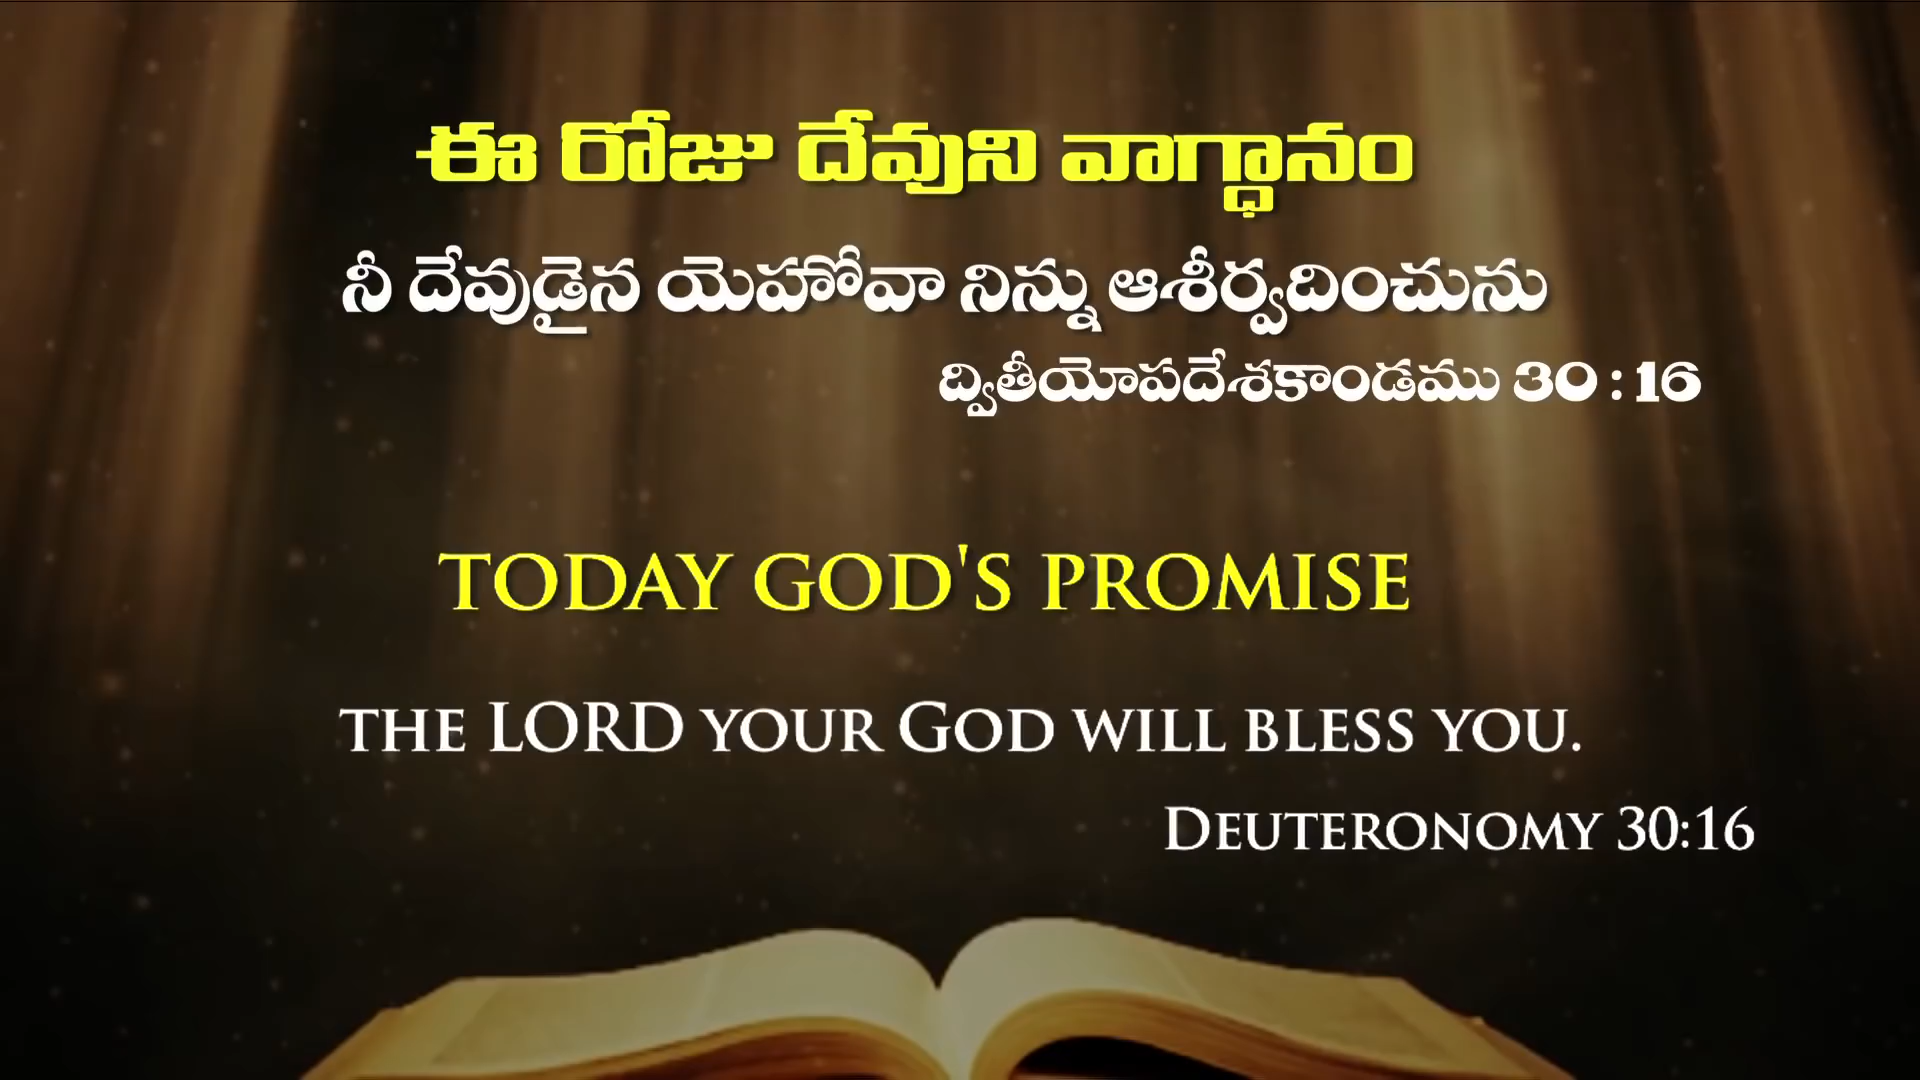 ఈ రోజు దేవుని వాగ్ధానం
నీ దేవుడైన యెహోవా నిన్ను ఆశీర్వదించును
ద్వితీయోపదేశకాండము 30 : 16
TODAY GOD'S PROMISE
THE LORD YOUR GOD WILL BLESS YOU.
DEUTERONOMY 30:16